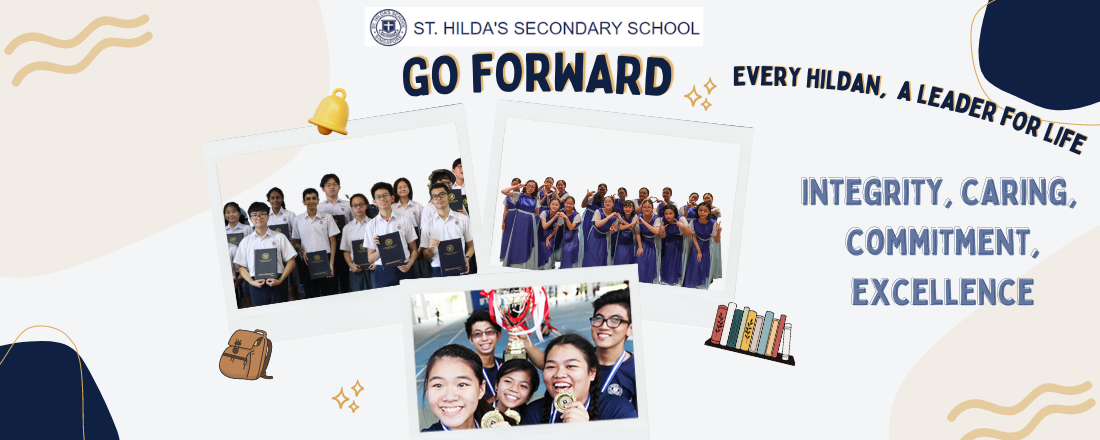 ST. HILDA'S SECONDARY SCHOOL
GO FORWARD
EVERY HILDAN, A LEADER FOR LIFE
INTEGRITY, CARING,
COMMITMENT,
EXCELLENCE